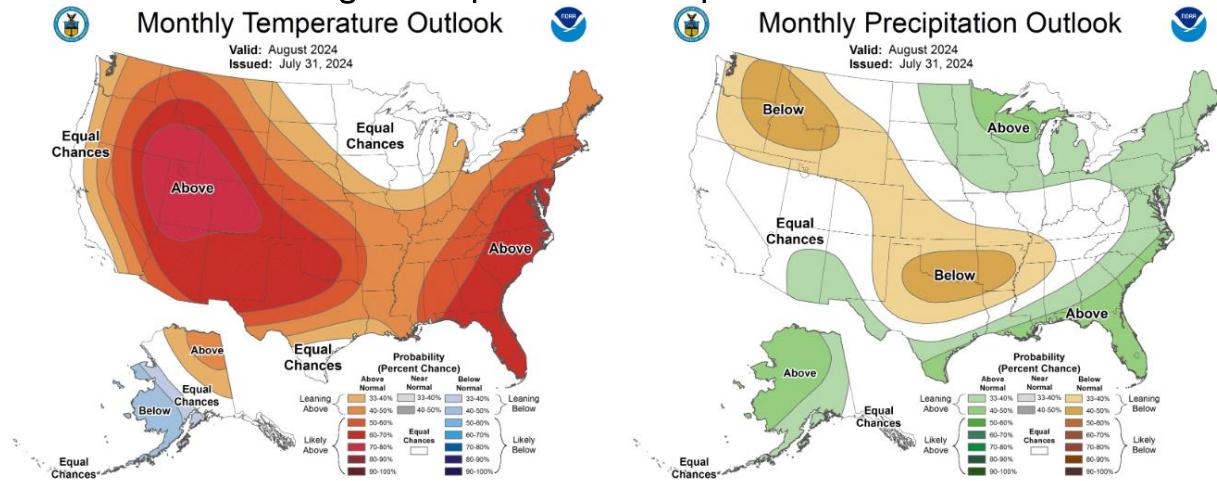 Monthly Temperature Outlook
Valid: August 2024
Issued: July 31, 2024
NOAA
Equal
Chances
Equal
Chances
Above
Above
Equal
Chances
Above
Equal
Chances
Below
Equal
Chances
Probability
(Percent Chance)
Above
Normal
Near
Normal
Below
Normal
Leaning
Above
33-40% 33-40% 33-40%
40-50% 40-50% 40-50%
Leaning
Below
Likely
Above
50-60% 50-60%
60-70% 60-70%
70-80% 70-80%
80-90% 80-90%
90-100% 90-100%
Equal
Chances
Likely
Below
Monthly Precipitation Outlook
Valid: August 2024
Issued: July 31, 2024
NOAA
Below
Above
Equal
Chances
Below
Above
Above
Equal
Chances
Equal
Chances
Probability
(Percent Chance)
Above
Normal
Near
Normal
Below
Normal
Leaning
Above
33-40% 33-40% 33-40%
40-50% 40-50% 40-50%
Leaning
Below
Likely
Above
50-60% 50-60%
60-70% 60-70%
70-80% 70-80%
80-90% 80-90%
90-100% 90-100%
Equal
Chances
Likely
Below